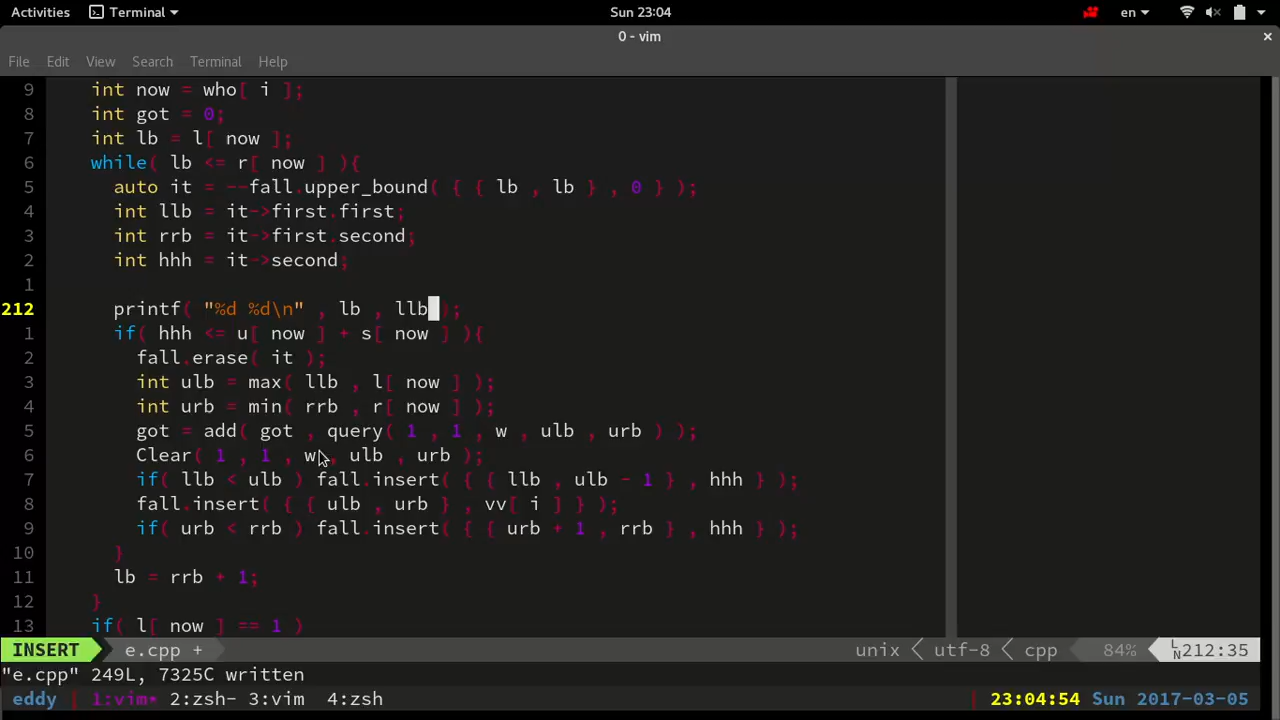 Activities Terminal Sun 23:04 en
0 - vim ×
File Edit View Search Terminal Help
9 int now = who[ i ];
8 int got = 0;
7 int lb = l[ now ];
6 while( lb <= r[ now ] ){
5 auto it = --fall.upper_bound( { { lb , lb } , 0 } );
4 int llb = it->first.first;
3 int rrb = it->first.second;
2 int hhh = it->second;
1
212 printf( "%d %d\n" , lb , llb );
1 if( hhh <= u[ now ] + s[ now ] ){
2 fall.erase( it );
3 int ulb = max( llb , l[ now ] );
4 int urb = min( rrb , r[ now ] );
5 got = add( got , query( 1 , 1 , w , ulb , urb ) );
6 Clear( 1 , 1 , w , ulb , urb );
7 if( llb < ulb ) fall.insert( { { llb , ulb - 1 } , hhh } );
8 fall.insert( { { ulb , urb } , vv[ i ] } );
9 if( urb < rrb ) fall.insert( { { urb + 1 , rrb } , hhh } );
10 }
11 lb = rrb + 1;
12 }
13 if( l[ now ] == 1 )
INSERT e.cpp + unix utf-8 cpp 84% LN 212:35
"e.cpp" 249L, 7325C written
eddy 1:vim* 2:zsh- 3:vim 4:zsh 23:04:54 Sun 2017-03-05